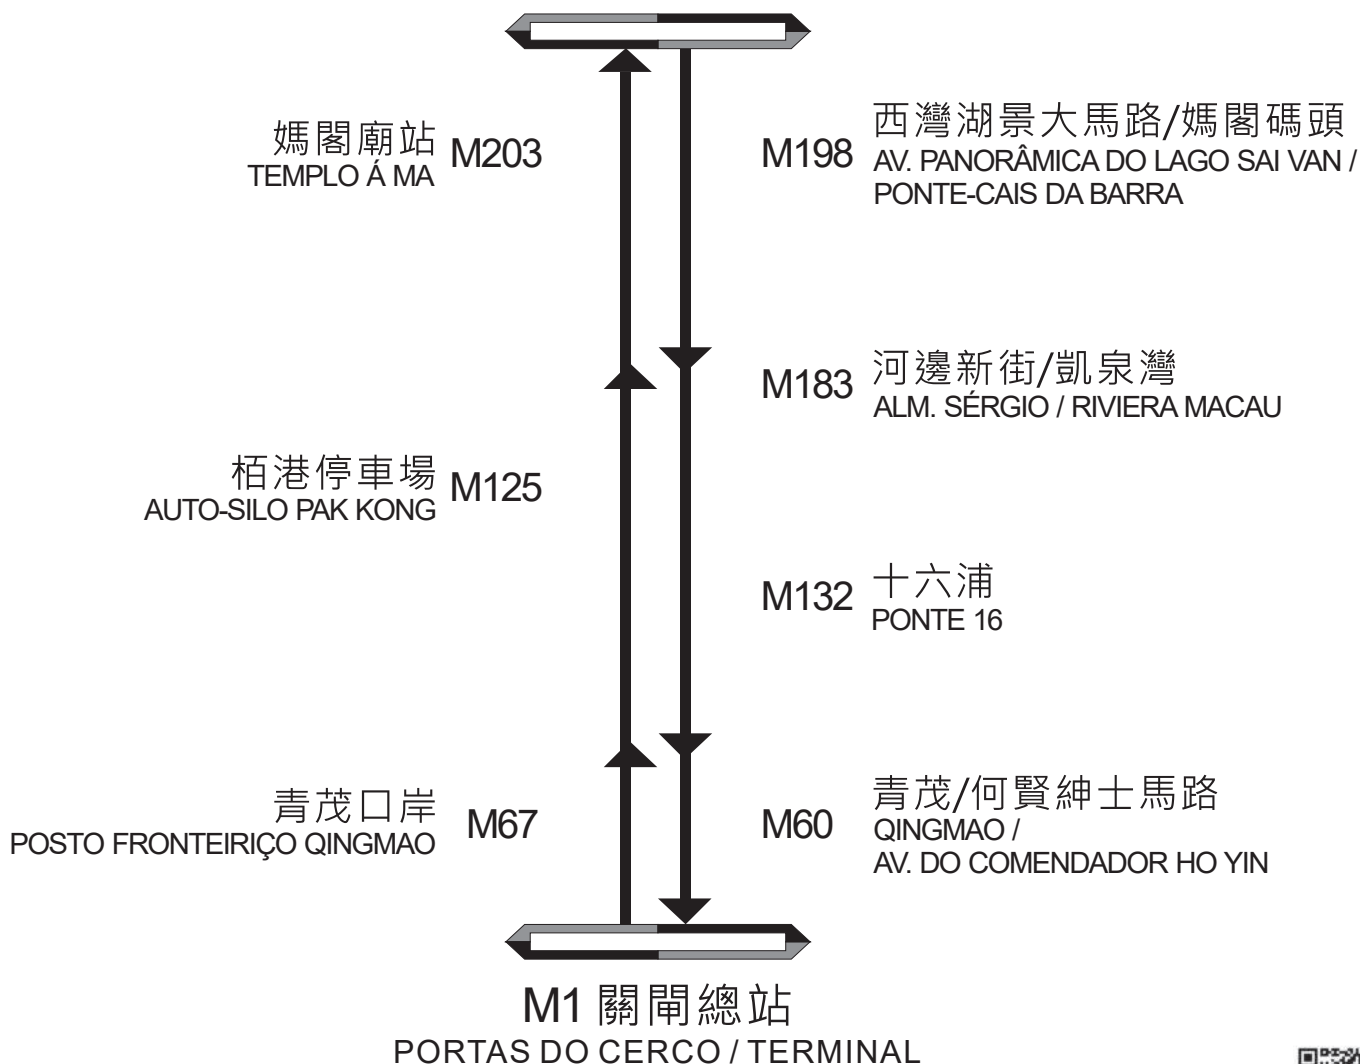 媽閣廟站
TEMPLO Á MA
M203
M198
西灣湖景大馬路/媽閣碼頭
AV. PANORÂMICA DO LAGO SAI VAN /
PONTE-CAIS DA BARRA
M183
河邊新街/凱泉灣
ALM. SÉRGIO / RIVIERA MACAU
栢港停車場
AUTO-SILO PAK KONG
M125
M132
十六浦
PONTE 16
青茂口岸
POSTO FRONTEIRIÇO QINGMAO
M67
M60
青茂/何賢紳士馬路
QINGMAO /
AV. DO COMENDADOR HO YIN
M1 關閘總站
PORTAS DO CERCO / TERMINAL